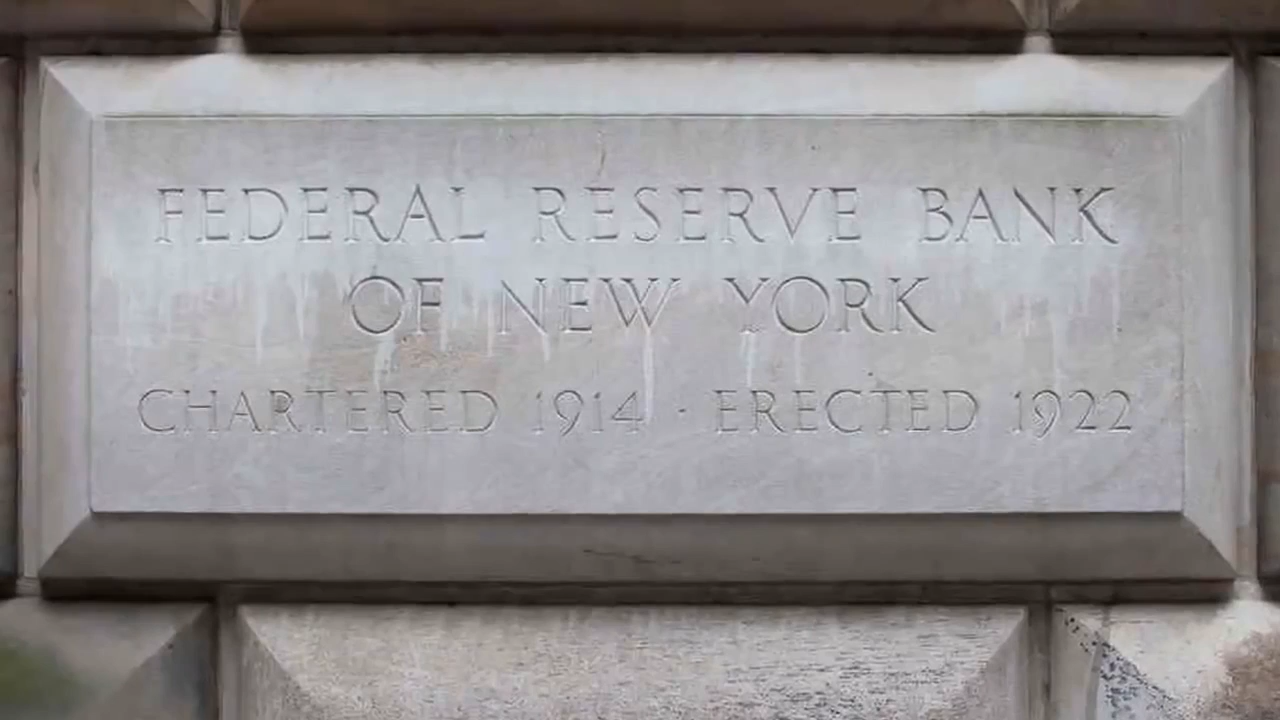 FEDERAL RESERVE BANK
OF NEW YORK
CHARTERED 1914 · ERECTED 1922